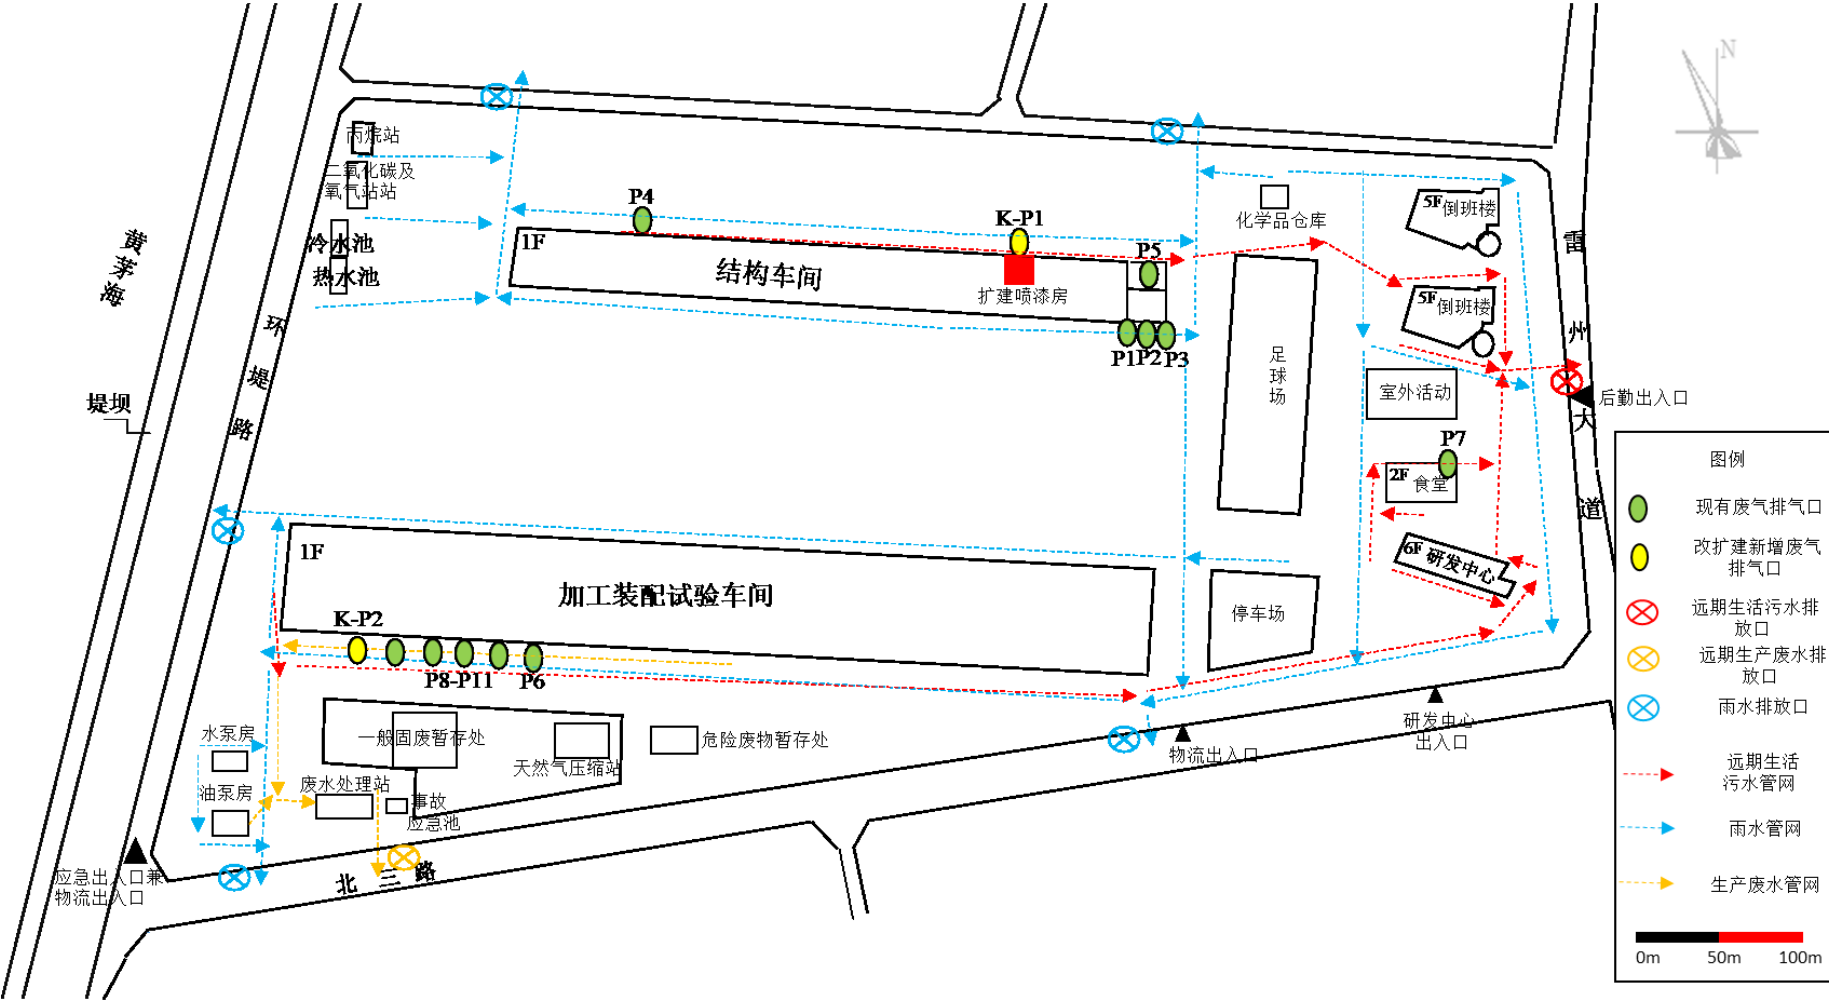 N
丙烷站
二氧化碳及
氧气站站
冷水池
热水池
黄茅海
环堤路
堤坝
P4
K-P1
P5
1F
结构车间
扩建喷漆房
P1
P2
P3
化学品仓库
5F
倒班楼
5F
倒班楼
雷州大道
足球场
室外活动
后勤出入口
P7
2F
食堂
6F
研发中心
停车场
1F
加工装配试验车间
K-P2
P8-P11
P6
水泵房
油泵房
一般固废暂存处
天然气压缩站
危险废物暂存处
废水处理站
事故
应急池
物流出入口
研发中心
出入口
应急出入口兼
物流出入口
北三路
图例
现有废气排气口
改扩建新增废气
排气口
远期生活污水排
放口
远期生产废水排
放口
雨水排放口
远期生活
污水管网
雨水管网
生产废水管网
0m
50m
100m